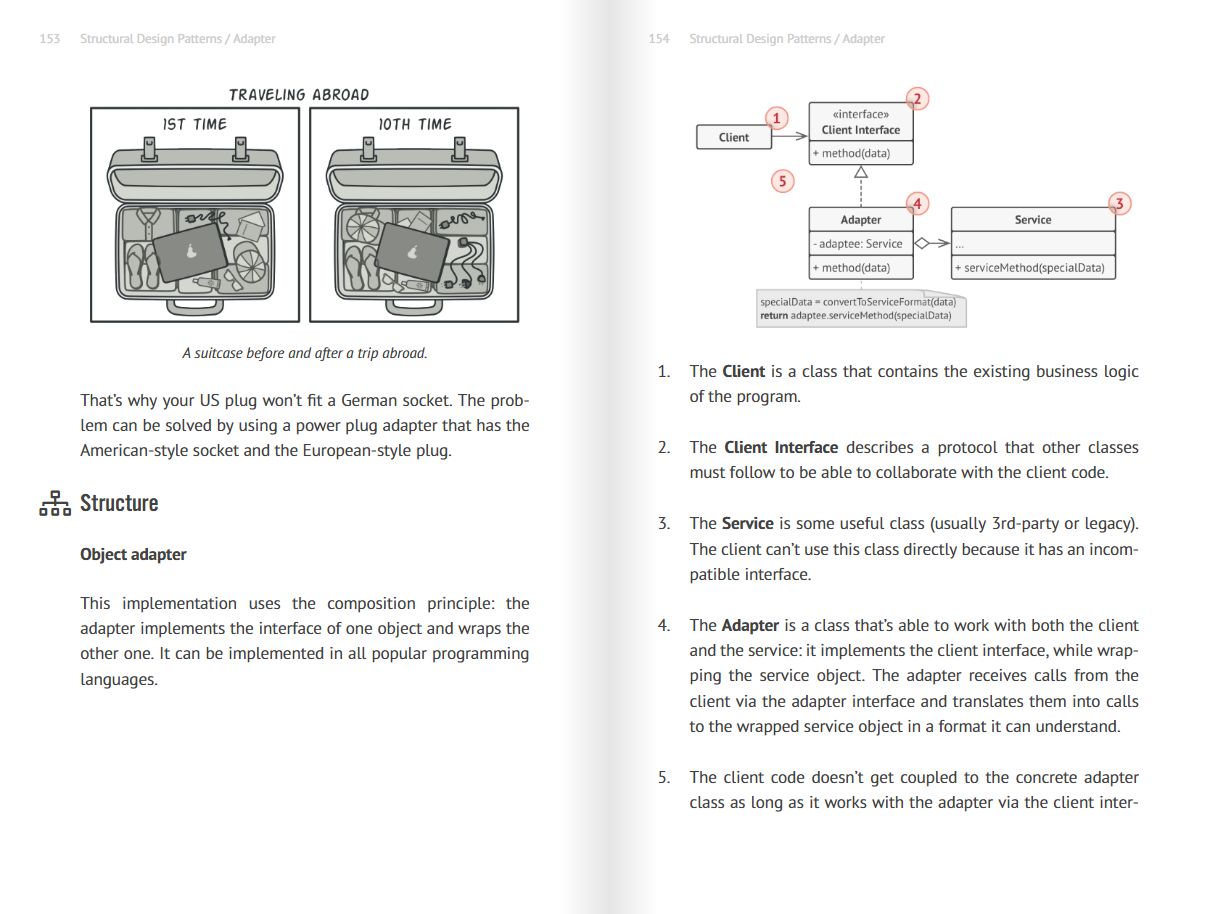 153 Structural Design Patterns / Adapter
TRAVELING ABROAD
1ST TIME
10TH TIME
A suitcase before and after a trip abroad.
That's why your US plug won't fit a German socket. The prob-
lem can be solved by using a power plug adapter that has the
American-style socket and the European-style plug.
Structure
Object adapter
This implementation uses the composition principle: the
adapter implements the interface of one object and wraps the
other one. It can be implemented in all popular programming
languages.
154 Structural Design Patterns / Adapter
1
2
Client
«interface»
Client Interface
+ method(data)
5
4
3
Adapter
- adaptee: Service
+ method(data)
Service
...
+ serviceMethod(specialData)
specialData = convertToServiceFormat(data)
return adaptee.serviceMethod(specialData)
1. The Client is a class that contains the existing business logic
of the program.
2. The Client Interface describes a protocol that other classes
must follow to be able to collaborate with the client code.
3. The Service is some useful class (usually 3rd-party or legacy).
The client can't use this class directly because it has an incom-
patible interface.
4. The Adapter is a class that's able to work with both the client
and the service: it implements the client interface, while wrap-
ping the service object. The adapter receives calls from the
client via the adapter interface and translates them into calls
to the wrapped service object in a format it can understand.
5. The client code doesn't get coupled to the concrete adapter
class as long as it works with the adapter via the client inter-